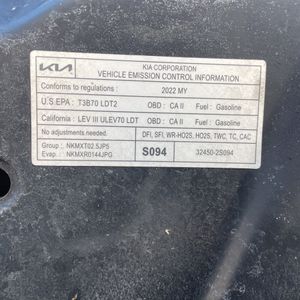 KIA
KIA CORPORATION
VEHICLE EMISSION CONTROL INFORMATION
Conforms to regulations : 2022 MY
U.S.EPA : T3B70 LDT2 OBD : CA II Fuel : Gasoline
California : LEV III ULEV70 LDT OBD : CA II Fuel : Gasoline
No adjustments needed. DFI, SFI, WR-HO2S, HO2S, TWC, TC, CAC
Group : NKMXT02.5JP5
Evap. : NKMXR0144JPG S094 32450-2S094